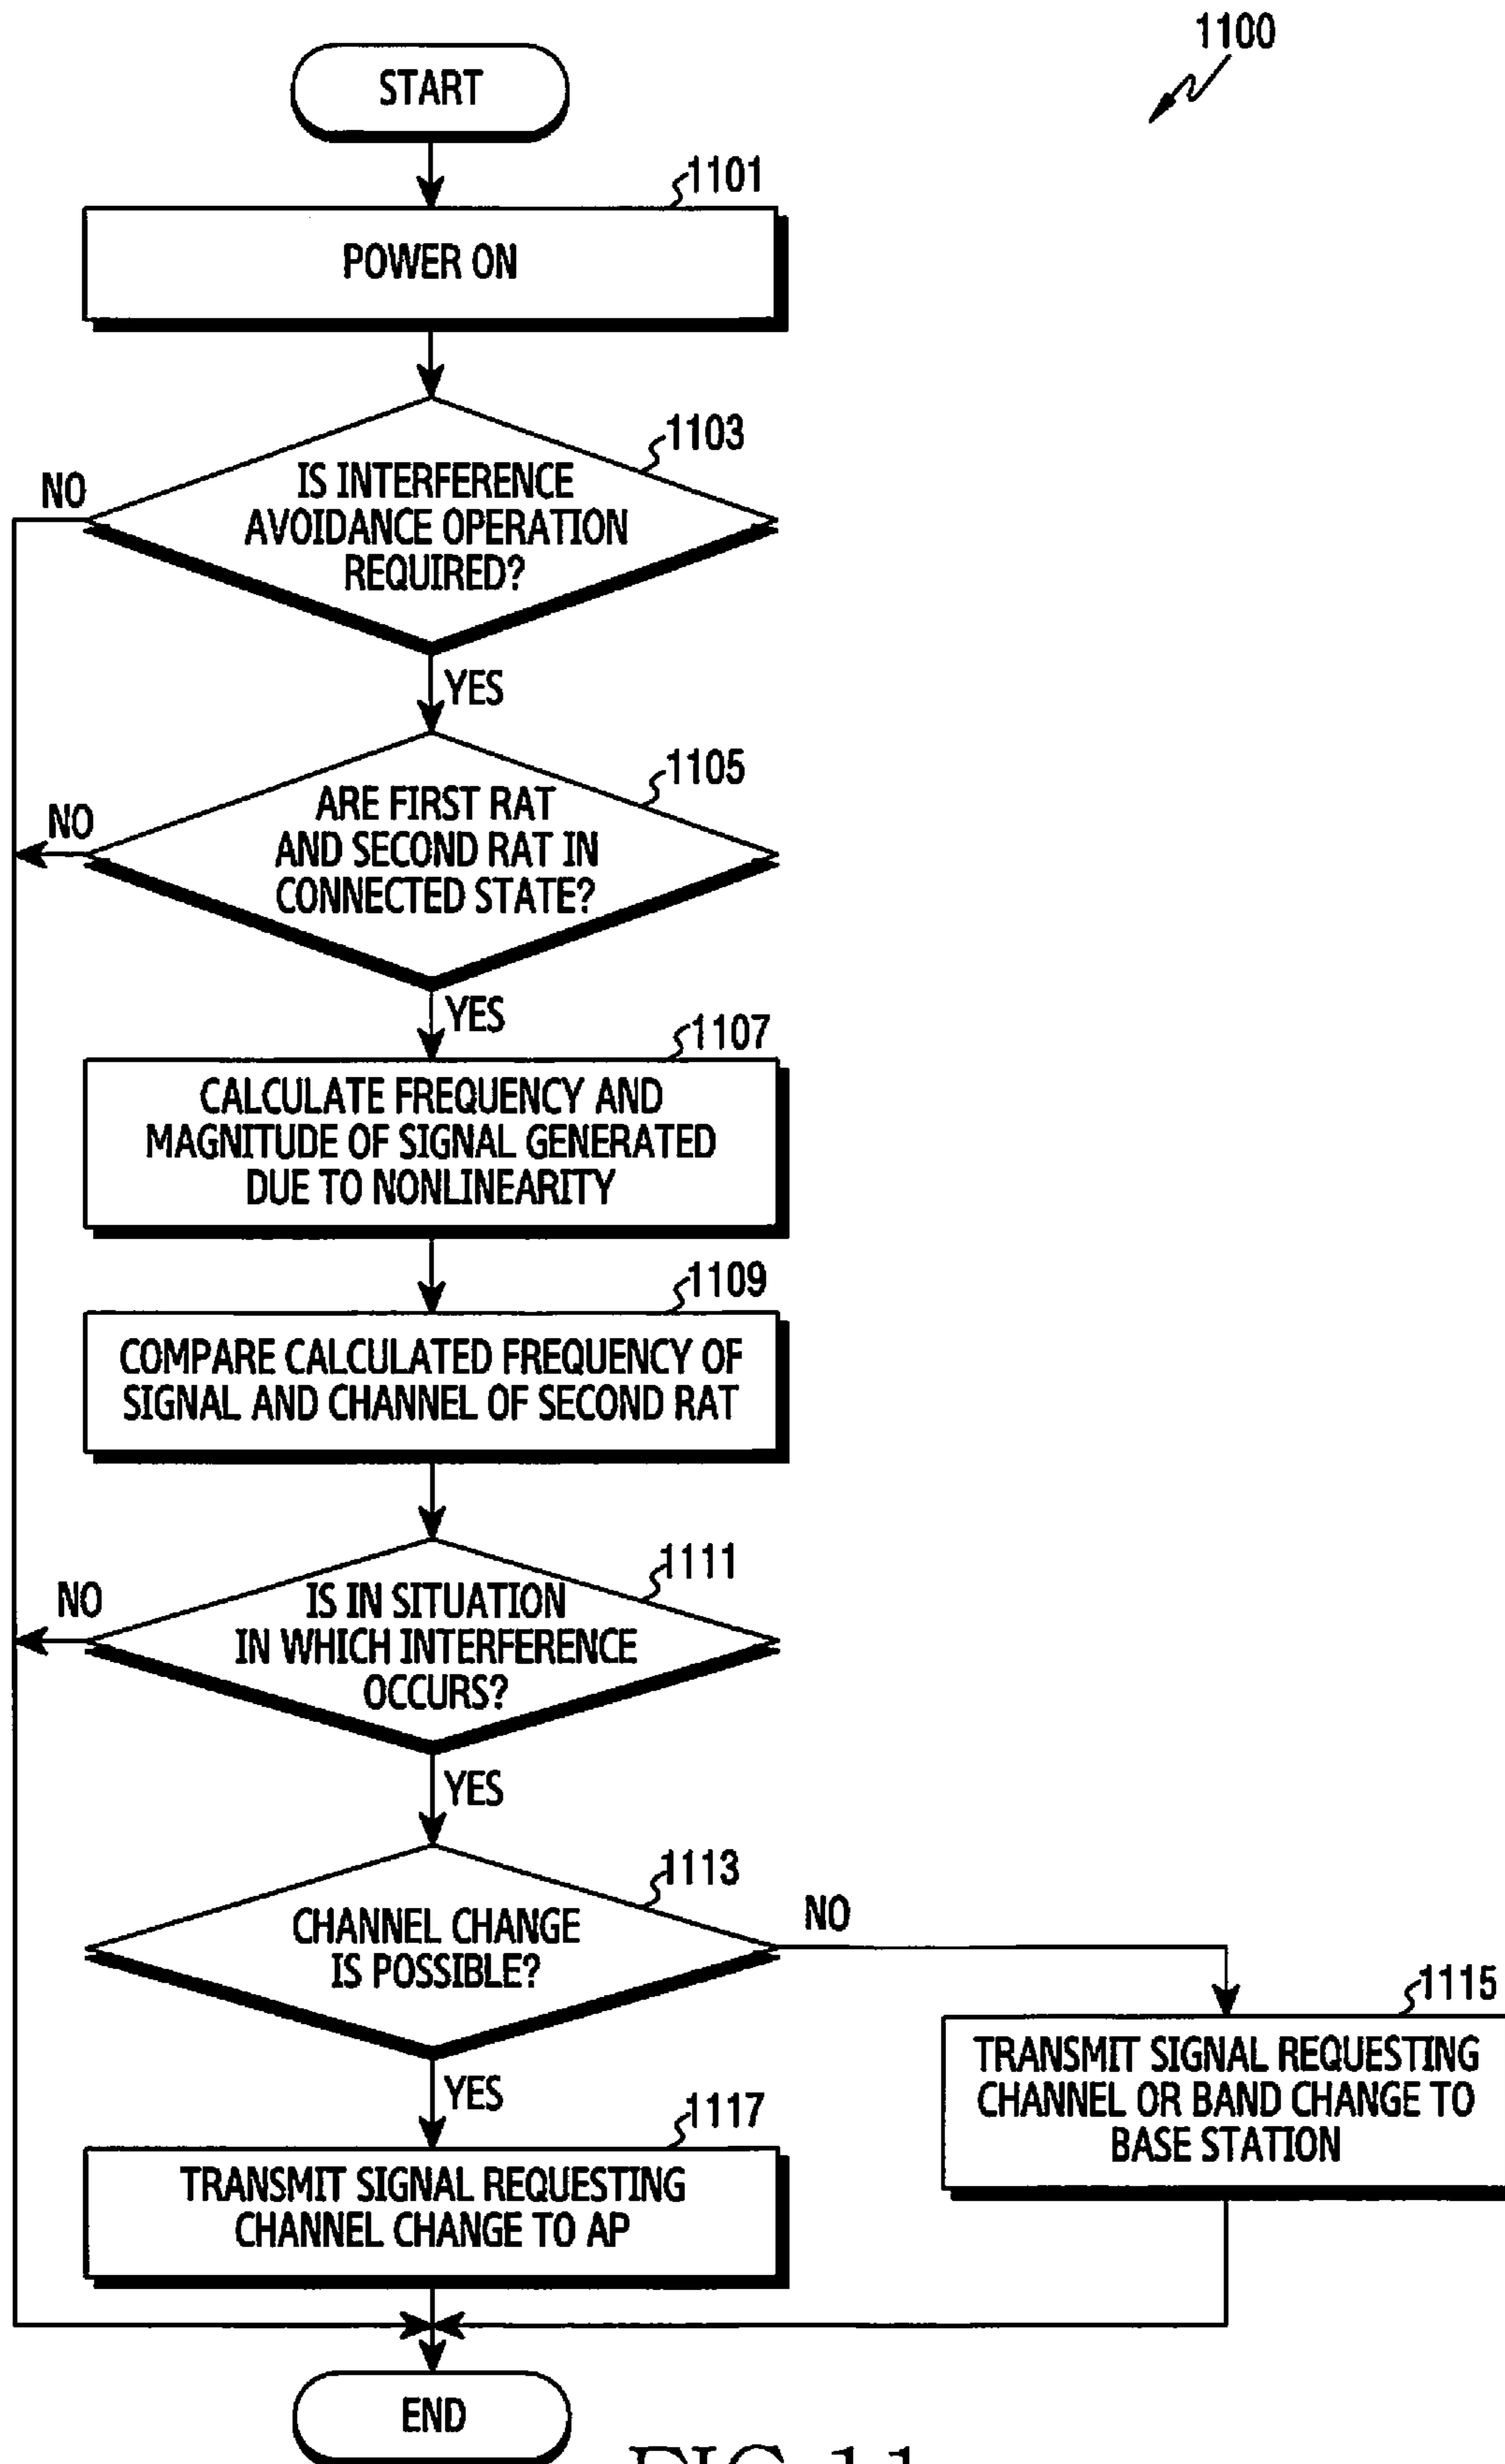 1100
START
1101
POWER ON
1103
NO
IS INTERFERENCE
AVOIDANCE OPERATION
REQUIRED?
YES
1105
NO
ARE FIRST RAT
AND SECOND RAT IN
CONNECTED STATE?
YES
1107
CALCULATE FREQUENCY AND
MAGNITUDE OF SIGNAL GENERATED
DUE TO NONLINEARITY
1109
COMPARE CALCULATED FREQUENCY OF
SIGNAL AND CHANNEL OF SECOND RAT
1111
NO
IS IN SITUATION
IN WHICH INTERFERENCE
OCCURS?
YES
1113
NO
CHANNEL CHANGE
IS POSSIBLE?
1115
TRANSMIT SIGNAL REQUESTING
CHANNEL OR BAND CHANGE TO
BASE STATION
YES
1117
TRANSMIT SIGNAL REQUESTING
CHANNEL CHANGE TO AP
END
FIG. 11